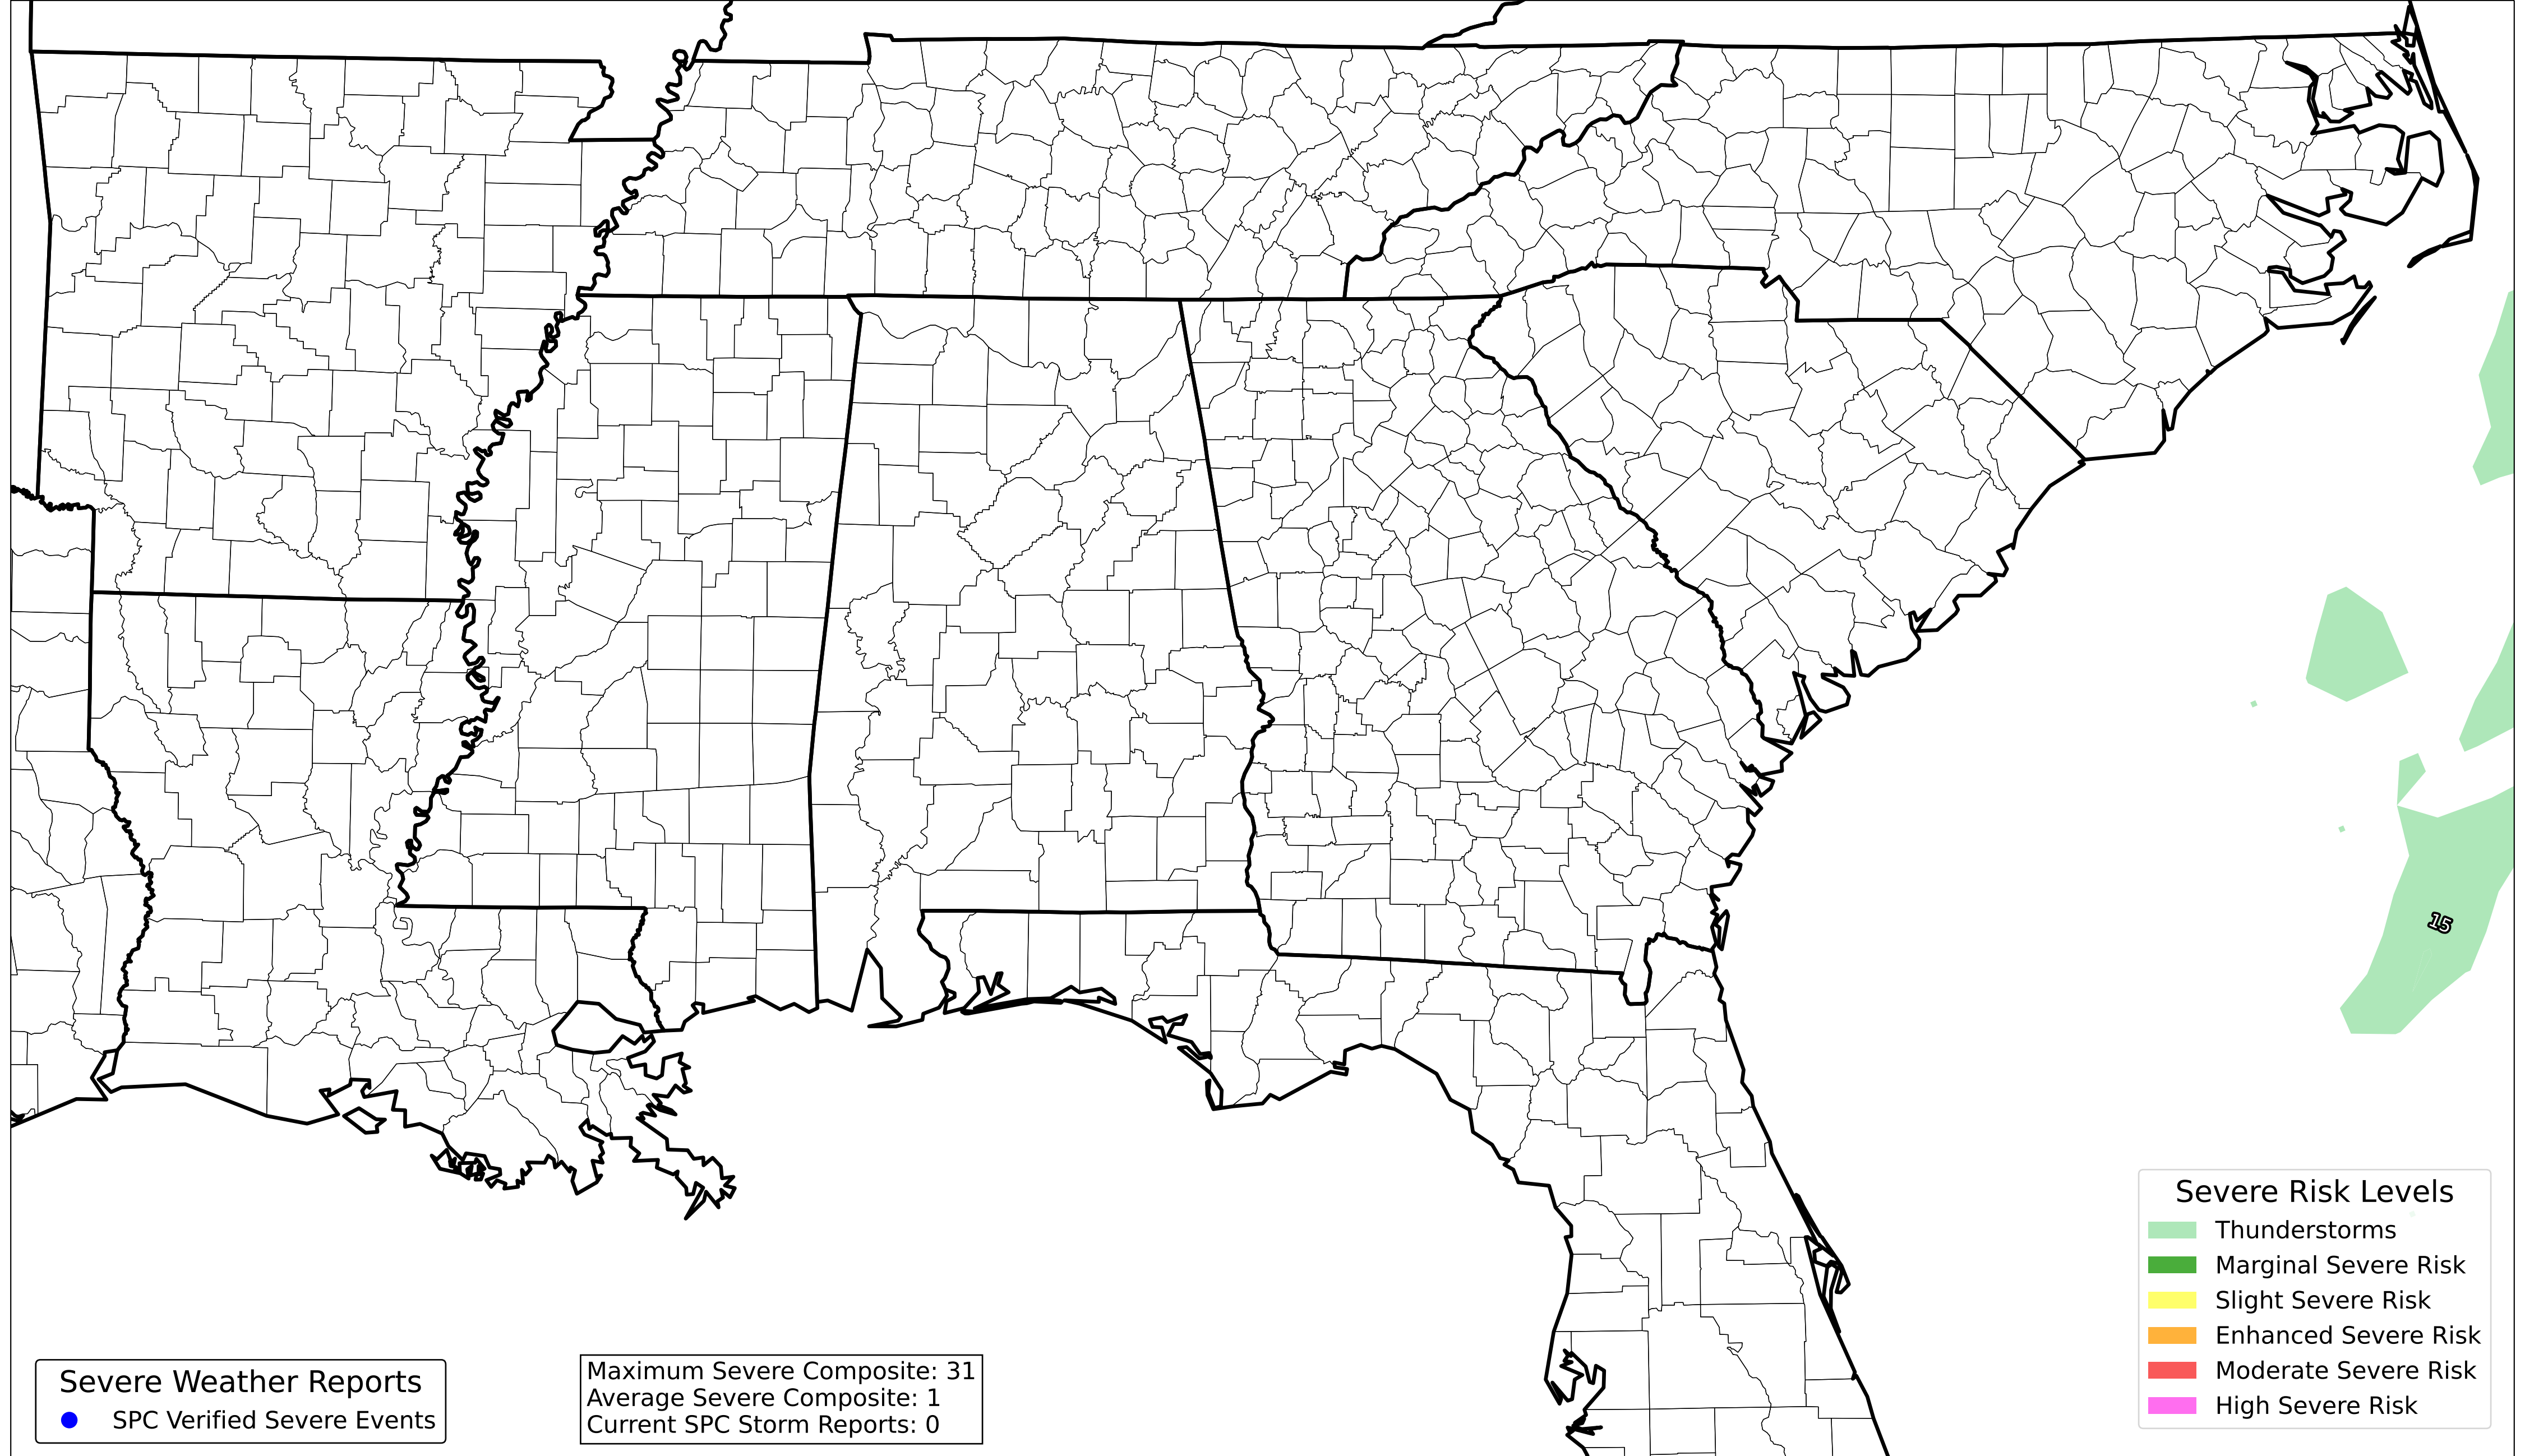 15
Severe Risk Levels
Thunderstorms
Marginal Severe Risk
Slight Severe Risk
Enhanced Severe Risk
Moderate Severe Risk
High Severe Risk
Severe Weather Reports
SPC Verified Severe Events
Maximum Severe Composite: 31
Average Severe Composite: 1
Current SPC Storm Reports: 0